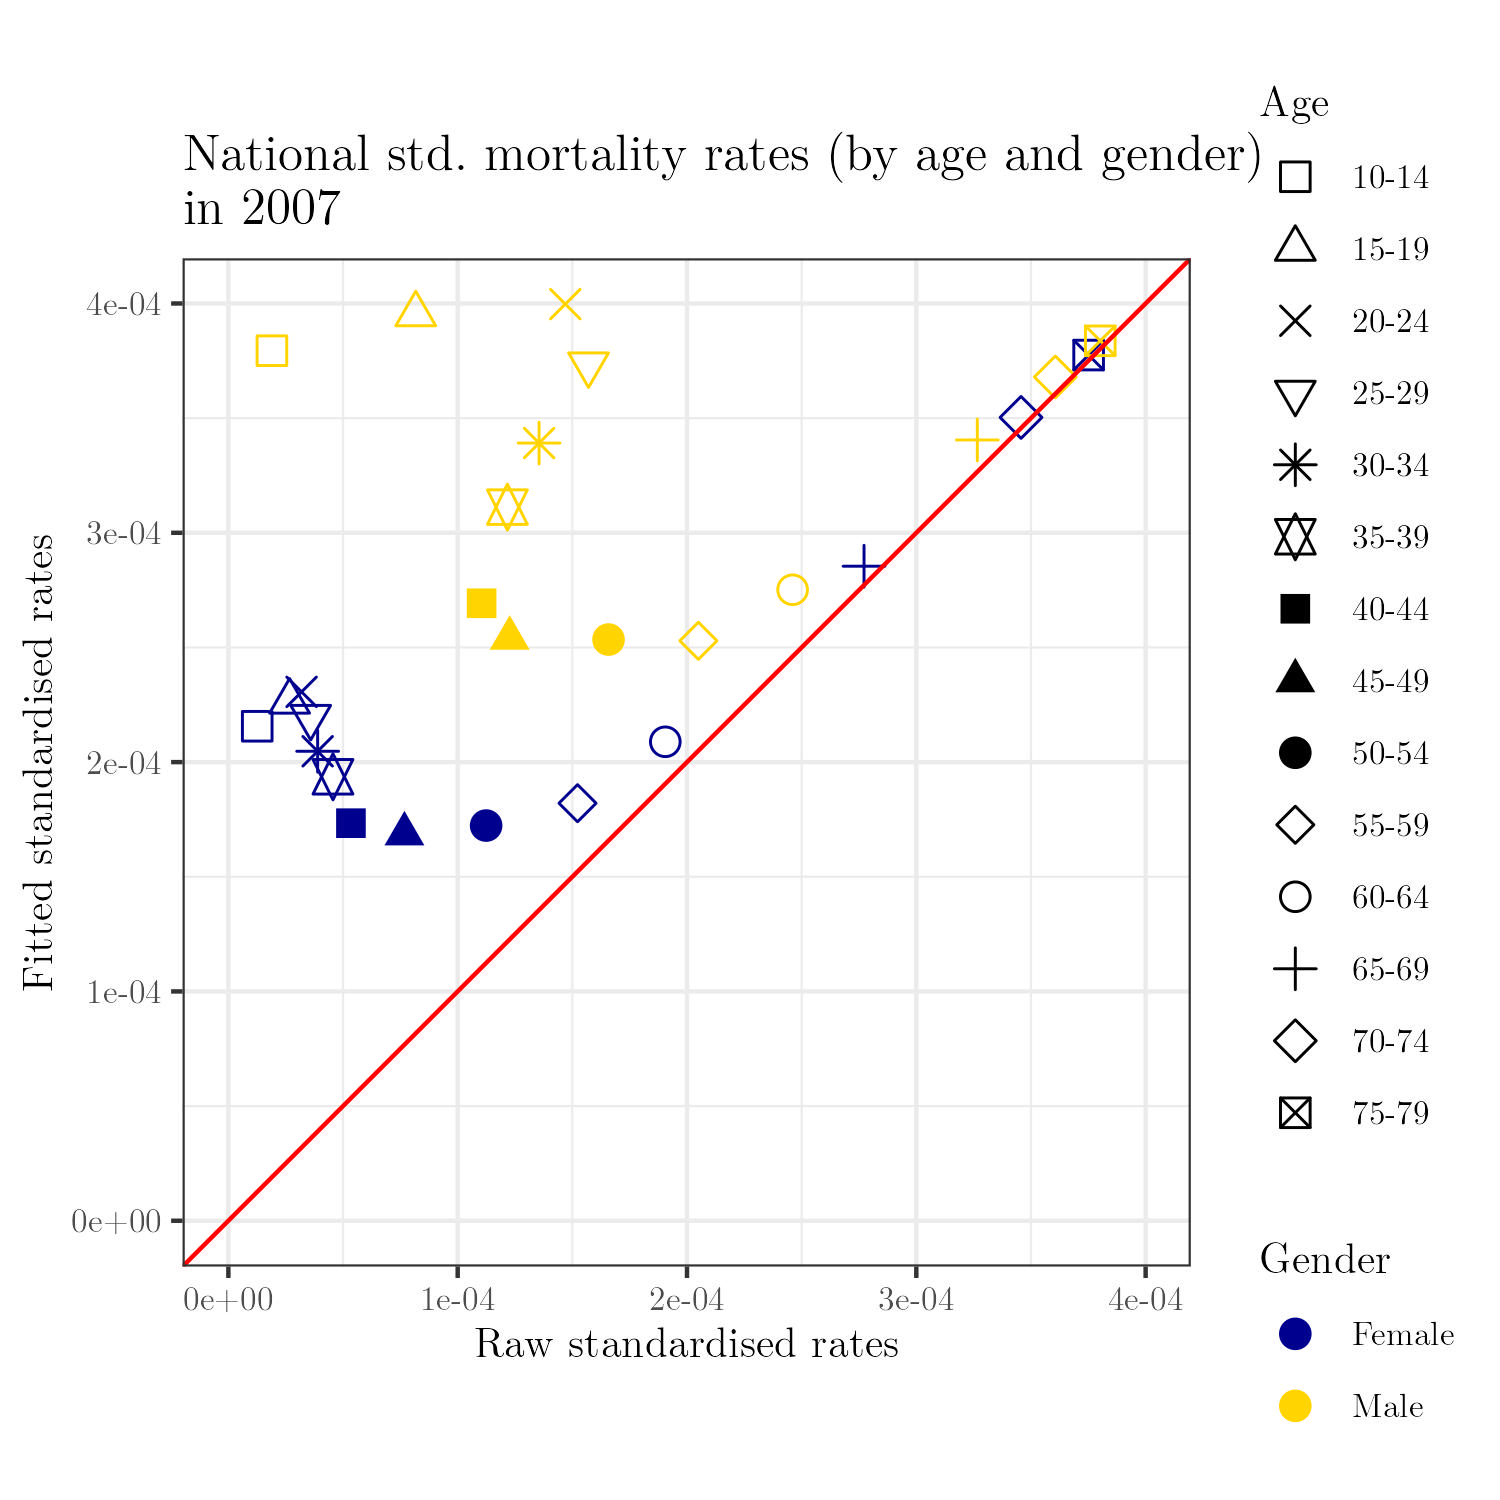 National std. mortality rates (by age and gender)
in 2007
Fitted standardised rates
4e-04
3e-04
2e-04
1e-04
0e+00
0e+00
1e-04
2e-04
3e-04
4e-04
Raw standardised rates
Age
10-14
15-19
20-24
25-29
30-34
35-39
40-44
45-49
50-54
55-59
60-64
65-69
70-74
75-79
Gender
Female
Male